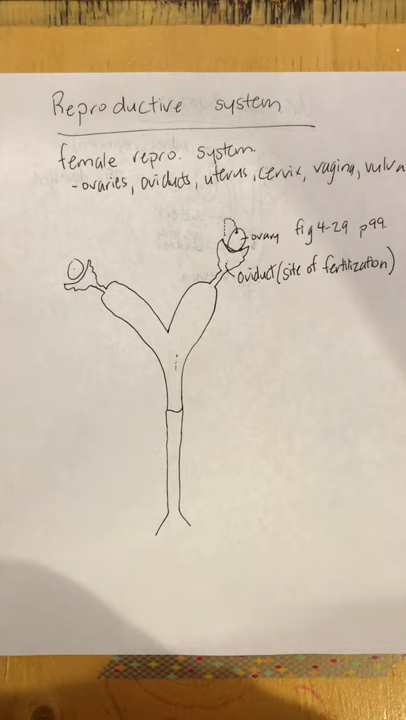 Reproductive system
female repro. system.
- ovaries, oviducts, uterus, cervix, vagina, vulva
ovary fig 4-29 p99.
oviduct (site of fertilization)